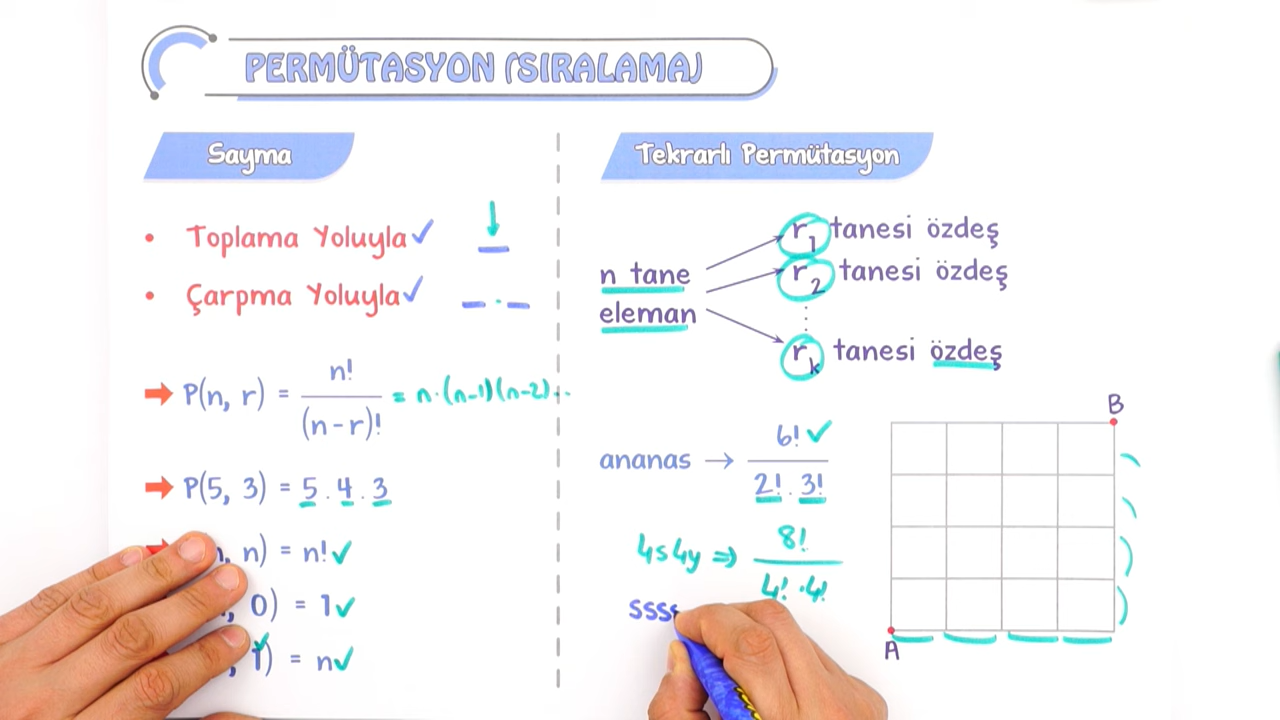 PERMÜTASYON (SIRALAMA)
Sayma
• Toplama Yoluyla ✓
• Çarpma Yoluyla ✓
P(n, r) = n! / (n-r)! = n.(n-1)(n-2)...
P(5, 3) = 5 . 4 . 3
n) = n! ✓
, 0) = 1 ✓
, 1) = n ✓
Tekrarlı Permütasyon
n tane
eleman
r1 tanesi özdeş
r2 tanesi özdeş
rk tanesi özdeş
ananas → 6! ✓ / 2! . 3!
4s4y ⇒ 8! / 4! . 4!
ssss
B
A